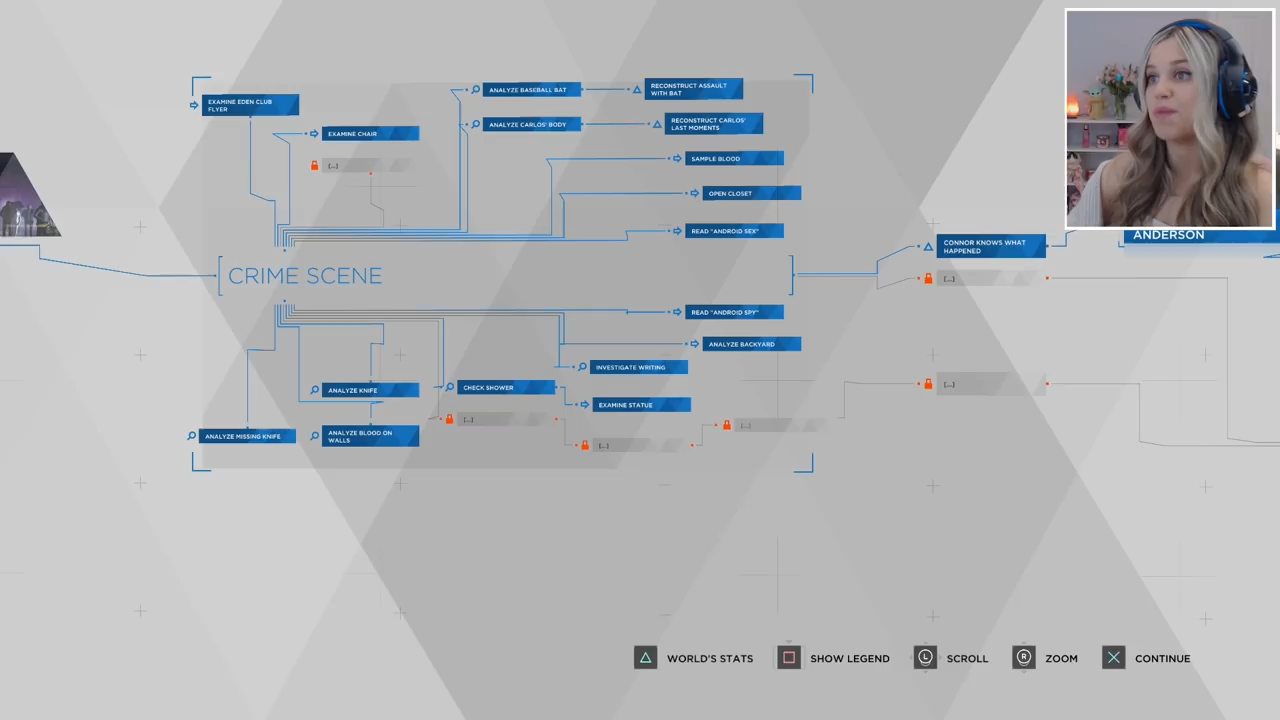 EXAMINE EDEN CLUB
FLYER
ANALYZE BASEBALL BAT
RECONSTRUCT ASSAULT
WITH BAT
EXAMINE CHAIR
ANALYZE CARLOS' BODY
RECONSTRUCT CARLOS'
LAST MOMENTS
[...]
SAMPLE BLOOD
OPEN CLOSET
READ "ANDROID SEX"
CRIME SCENE
CONNOR KNOWS WHAT
HAPPENED
ANDERSON
[...]
READ "ANDROID SPY"
ANALYZE BACKYARD
INVESTIGATE WRITING
ANALYZE KNIFE
CHECK SHOWER
[...]
EXAMINE STATUE
[...]
[...]
ANALYZE MISSING KNIFE
ANALYZE BLOOD ON
WALLS
[...]
WORLD'S STATS
SHOW LEGEND
L
SCROLL
R
ZOOM
CONTINUE